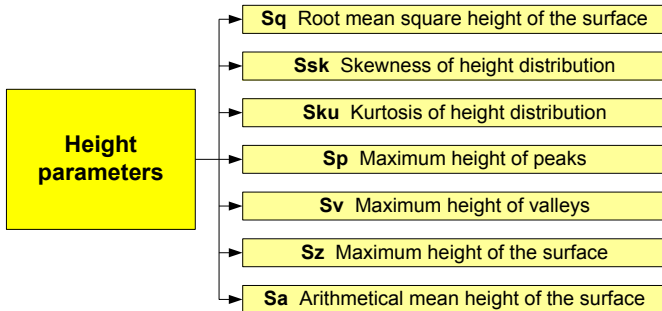 Height
parameters
Sq Root mean square height of the surface
Ssk Skewness of height distribution
Sku Kurtosis of height distribution
Sp Maximum height of peaks
Sv Maximum height of valleys
Sz Maximum height of the surface
Sa Arithmetical mean height of the surface